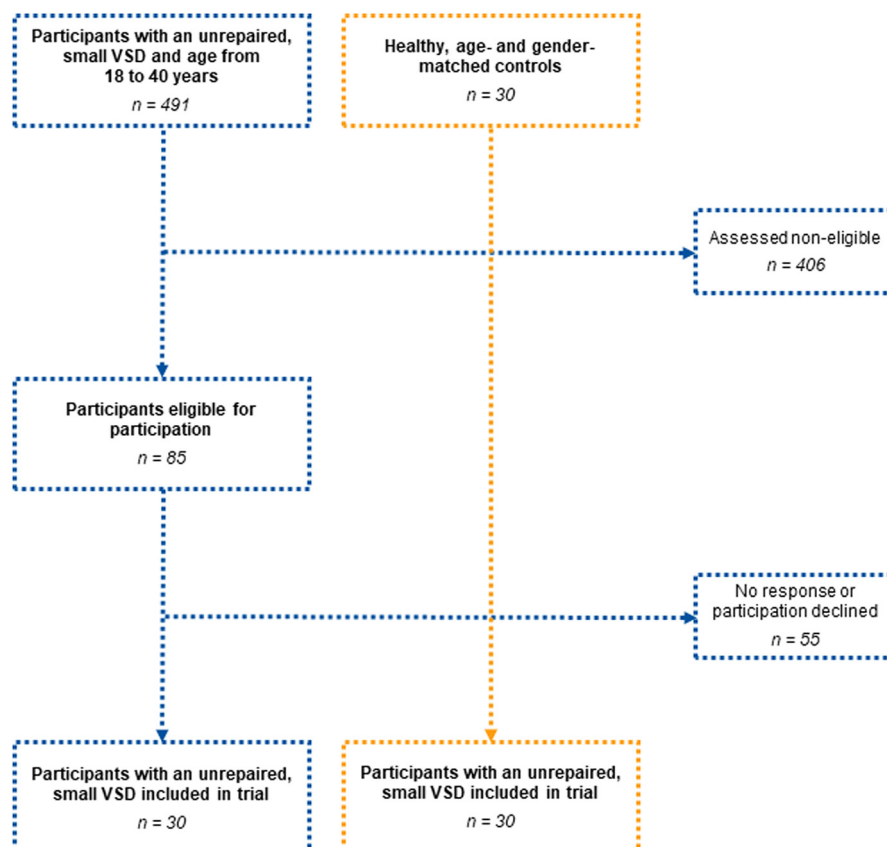 Participants with an unrepaired,
small VSD and age from
18 to 40 years
n = 491
Healthy, age- and gender-
matched controls
n = 30
Assessed non-eligible
n = 406
Participants eligible for
participation
n = 85
No response or
participation declined
n = 55
Participants with an unrepaired,
small VSD included in trial
n = 30
Participants with an unrepaired,
small VSD included in trial
n = 30